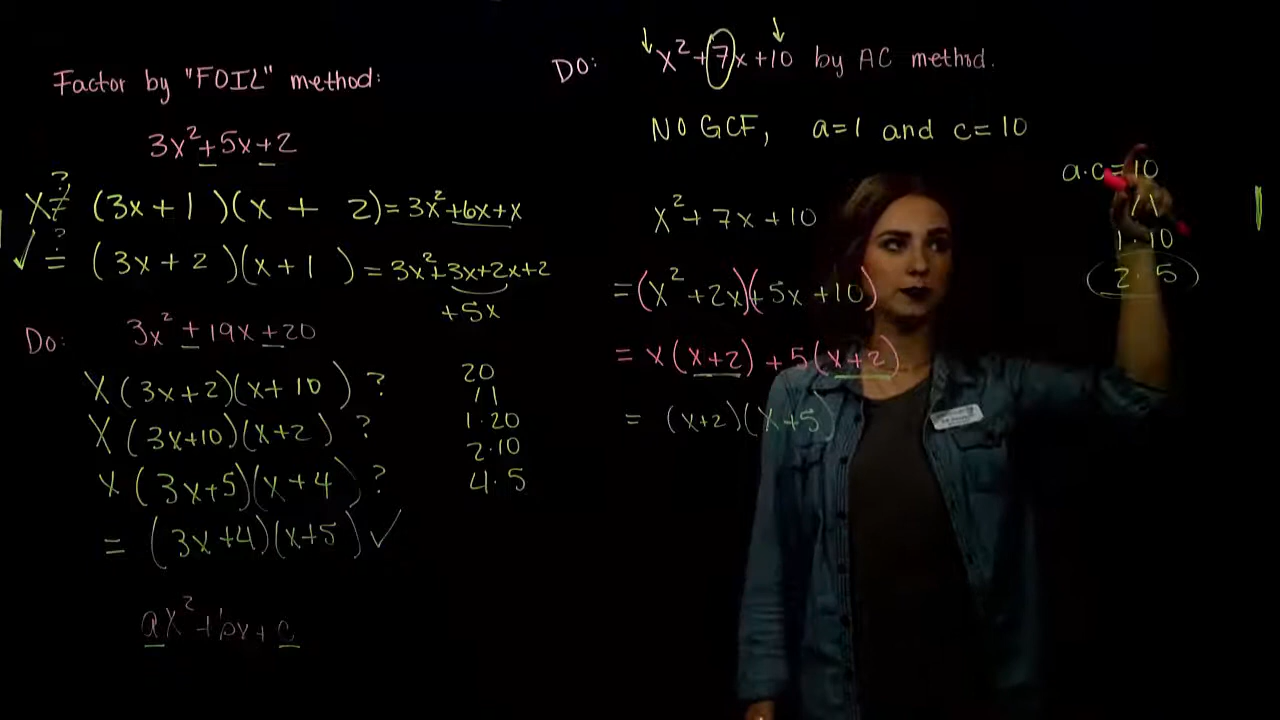 Factor by "FOIL" method:
3x²+5x+2
X ?≠ (3x+1)(x+2)=3x²+6x+x
✓ ?= (3x+2)(x+1)=3x²+3x+2x+2
+5x
Do: 3x²+19x+20
X (3x+2)(x+10)?
X (3x+10)(x+2)?
X (3x+5)(x+4)?
= (3x+4)(x+5)✓
20
/\
1·20
2·10
4·5
ax²+bx+c
DO: x²+7x+10 by AC method.
NO GCF, a=1 and c=10
x²+7x+10
=(x²+2x)(+5x+10)
= x(x+2)+5(x+2)
= (x+2)(x+5)
a·c=10
/\
1·10
2·5